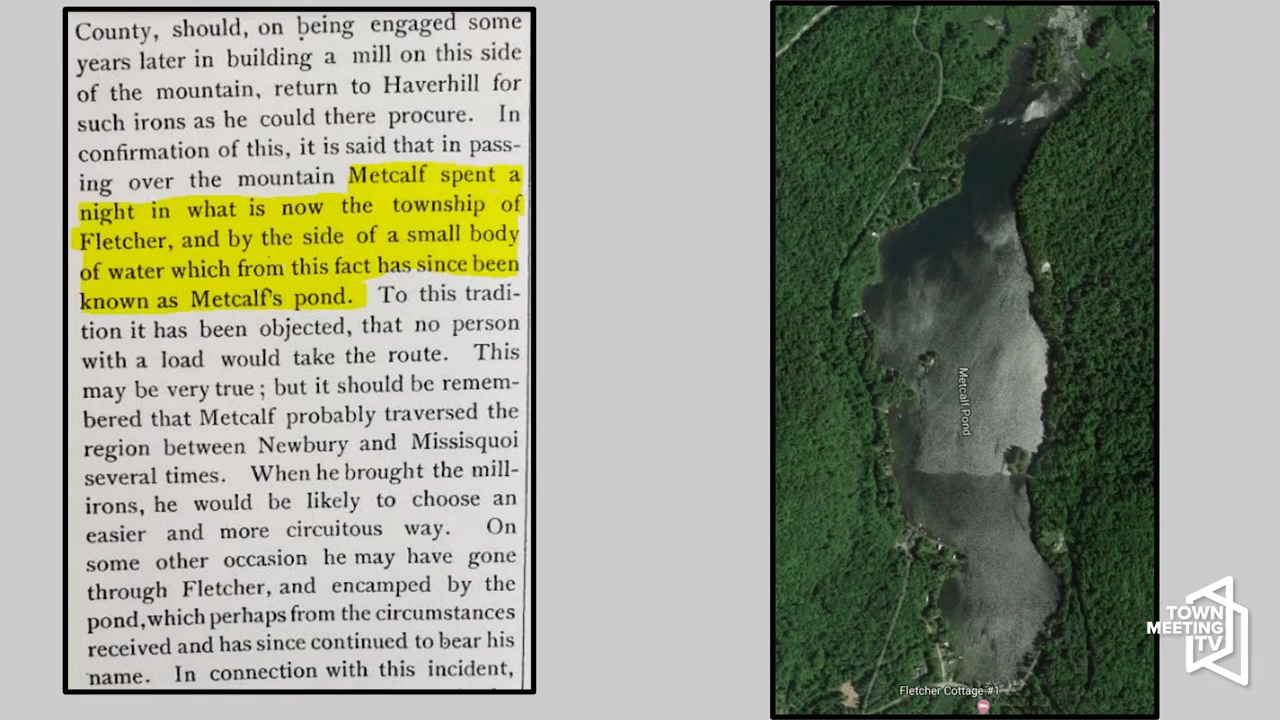 County, should, on being engaged some
years later in building a mill on this side
of the mountain, return to Haverhill for
such irons as he could there procure. In
confirmation of this, it is said that in pass-
ing over the mountain Metcalf spent a
night in what is now the township of
Fletcher, and by the side of a small body
of water which from this fact has since been
known as Metcalf's pond. To this tradi-
tion it has been objected, that no person
with a load would take the route. This
may be very true; but it should be remem-
bered that Metcalf probably traversed the
region between Newbury and Missisquoi
several times. When he brought the mill-
irons, he would be likely to choose an
easier and more circuitous way. On
some other occasion he may have gone
through Fletcher, and encamped by the
pond, which perhaps from the circumstances
received and has since continued to bear his
name. In connection with this incident,
Metcalf Pond
Fletcher Cottage #1
TOWN
MEETING
TV